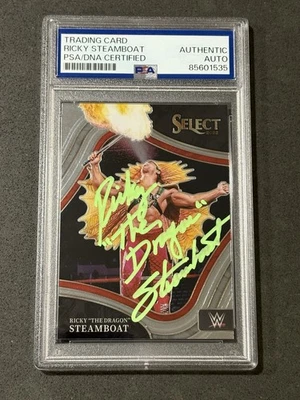 TRADING CARD
RICKY STEAMBOAT
PSA/DNA CERTIFIED
PSA
AUTHENTIC
AUTO
85601535
SELECT
Ricky
"The
Dragon"
Steamboat
RICKY "THE DRAGON"
STEAMBOAT
W